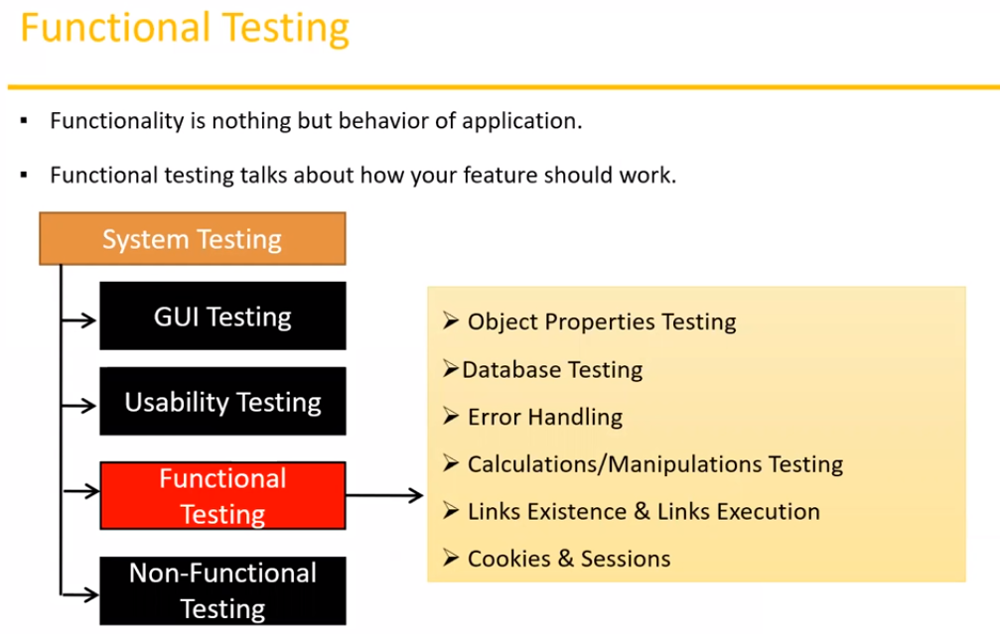 Functional Testing
▪ Functionality is nothing but behavior of application.
▪ Functional testing talks about how your feature should work.
System Testing
GUI Testing
Usability Testing
Functional
Testing
Non-Functional
Testing
➢ Object Properties Testing
➢Database Testing
➢ Error Handling
➢ Calculations/Manipulations Testing
➢ Links Existence & Links Execution
➢ Cookies & Sessions